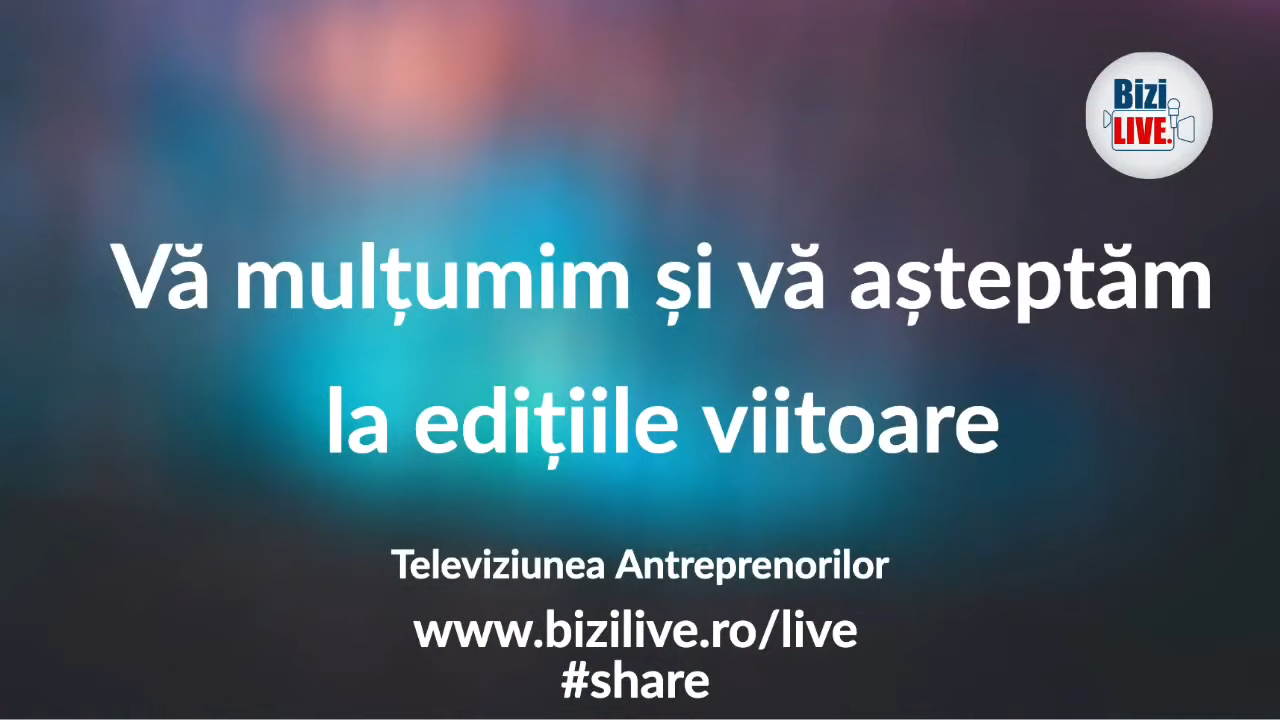 Bizi
LIVE.
Vă mulțumim și vă așteptăm
la edițiile viitoare
Televiziunea Antreprenorilor
www.bizilive.ro/live
#share